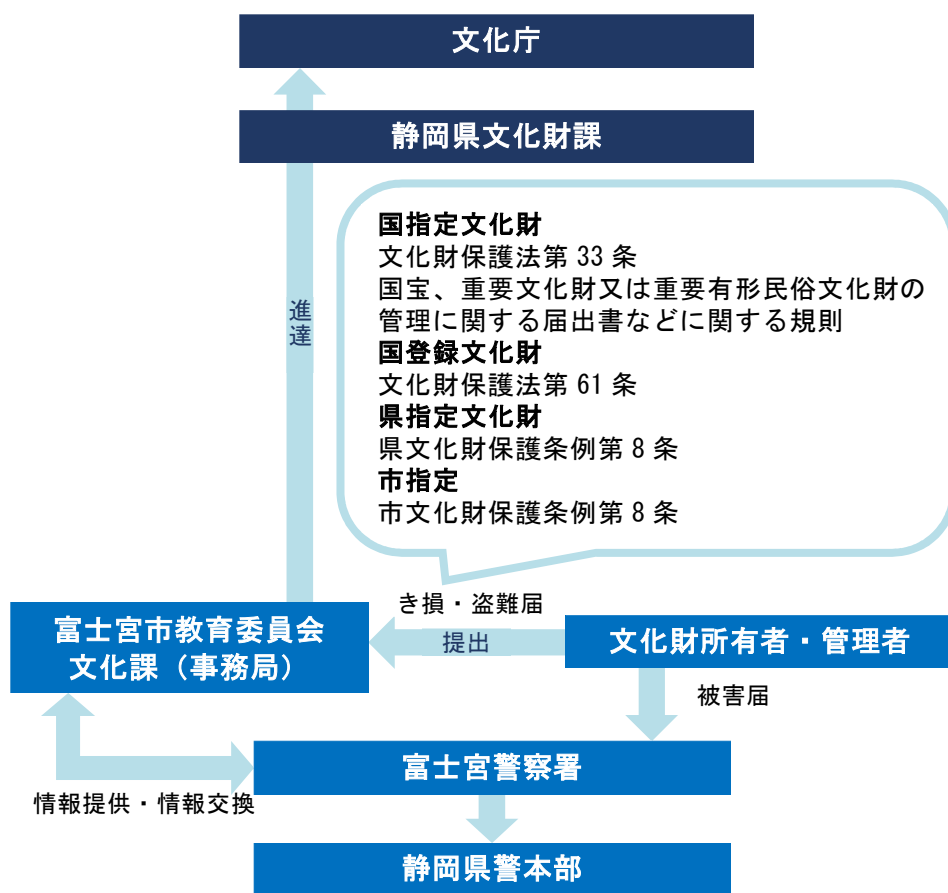 文化庁
静岡県文化財課
国指定文化財
文化財保護法第 33 条
国宝、重要文化財又は重要有形民俗文化財の
管理に関する届出書などに関する規則
国登録文化財
文化財保護法第 61 条
県指定文化財
県文化財保護条例第 8 条
市指定
市文化財保護条例第 8 条
進達
き損・盗難届
提出
富士宮市教育委員会
文化課（事務局）
文化財所有者・管理者
被害届
富士宮警察署
情報提供・情報交換
静岡県警本部